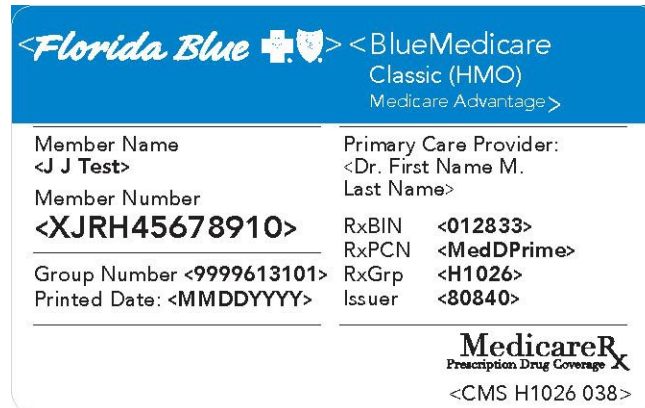 <Florida Blue> <BlueMedicare
Classic (HMO)
Medicare Advantage>
Member Name
<J J Test>
Member Number
<XJRH45678910>
Group Number <9999613101>
Printed Date: <MMDDYYYY>
Primary Care Provider:
<Dr. First Name M.
Last Name>
RxBIN <012833>
RxPCN <MedDPrime>
RxGrp <H1026>
Issuer <80840>
MedicareRx
Prescription Drug Coverage
<CMS H1026 038>